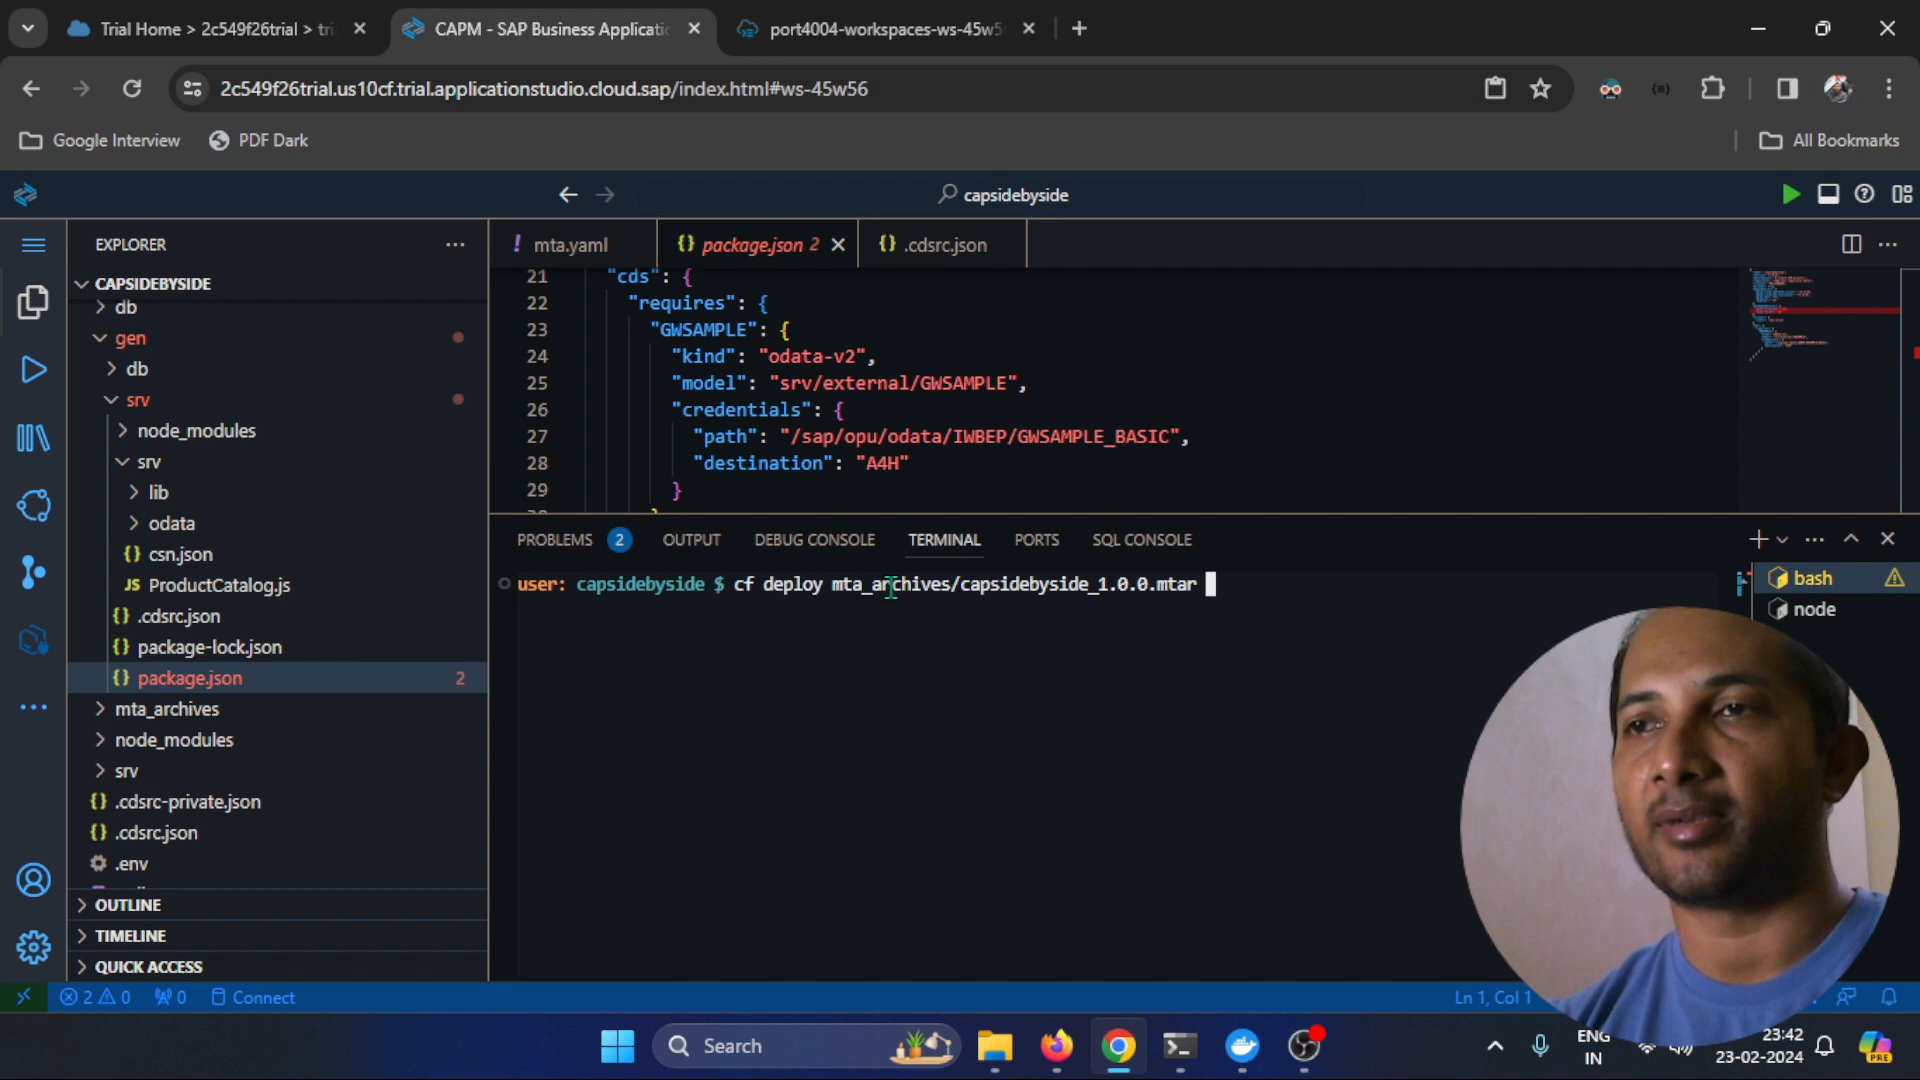 Trial Home > 2c549f26trial > tri
CAPM - SAP Business Applicatio
port4004-workspaces-ws-45w5
2c549f26trial.us10cf.trial.applicationstudio.cloud.sap/index.html#ws-45w56
Google Interview
PDF Dark
All Bookmarks
capsidebyside
EXPLORER
CAPSIDEBYSIDE
db
gen
db
srv
node_modules
srv
lib
odata
csn.json
JS ProductCatalog.js
.cdsrc.json
package-lock.json
package.json 2
mta_archives
node_modules
srv
.cdsrc-private.json
.cdsrc.json
.env
OUTLINE
TIMELINE
QUICK ACCESS
! mta.yaml
{} package.json 2
{} .cdsrc.json
21 "cds": {
22 "requires": {
23 "GWSAMPLE": {
24 "kind": "odata-v2",
25 "model": "srv/external/GWSAMPLE",
26 "credentials": {
27 "path": "/sap/opu/odata/IWBEP/GWSAMPLE_BASIC",
28 "destination": "A4H"
29 }
PROBLEMS 2 OUTPUT DEBUG CONSOLE TERMINAL PORTS SQL CONSOLE
user: capsidebyside $ cf deploy mta_archives/capsidebyside_1.0.0.mtar
bash
node
2 0 0 Connect
Ln 1, Col 1
Search
ENG
IN
23:42
23-02-2024
PRE